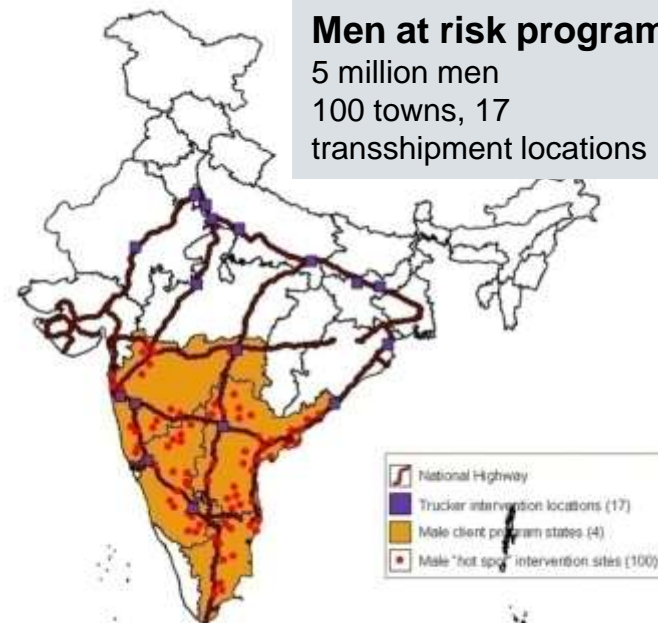 Men at risk program
5 million men
100 towns, 17
transshipment locations
National Highway
Trucker intervention locations (17)
Male client program states (4)
Male "hot spot" intervention sites (100)